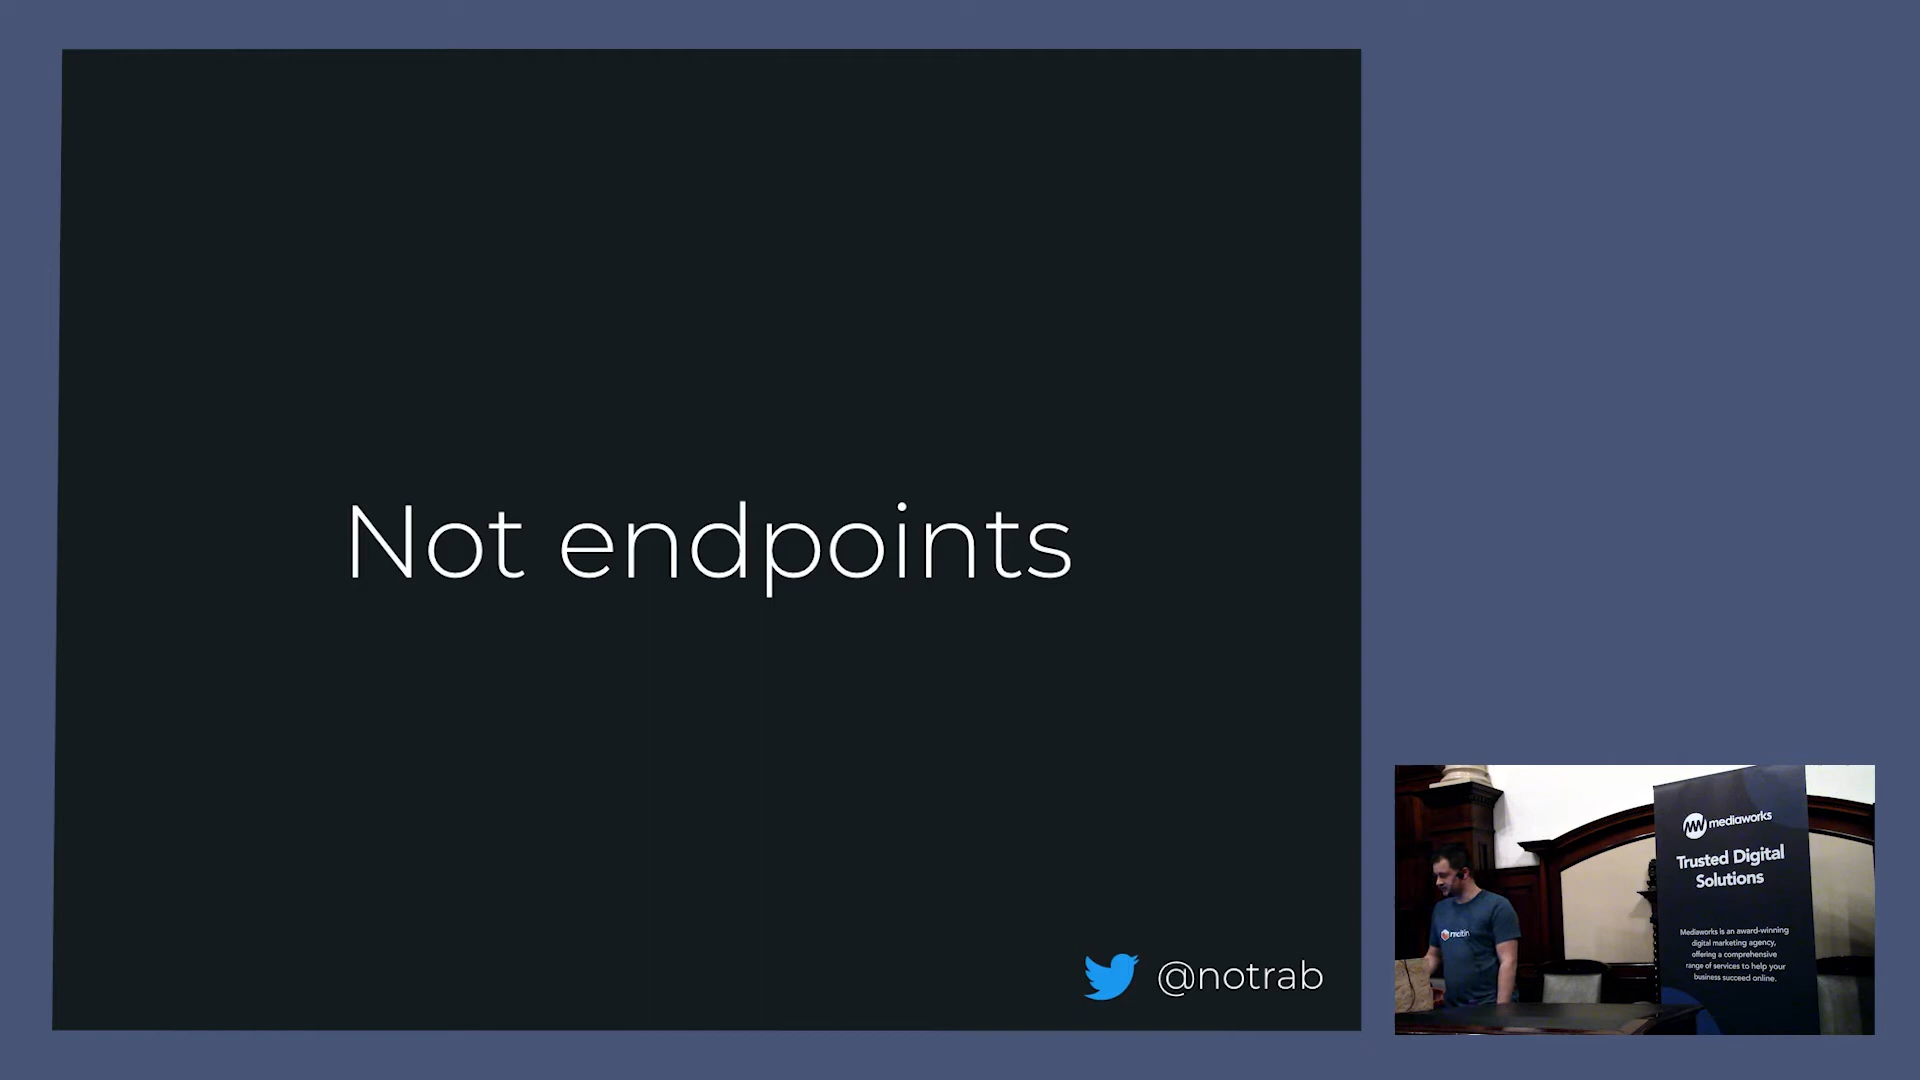 Not endpoints
@notrab
mediaworks
Trusted Digital
Solutions
Mediaworks is an award-winning
digital marketing agency,
offering a comprehensive
range of services to help your
business succeed online.